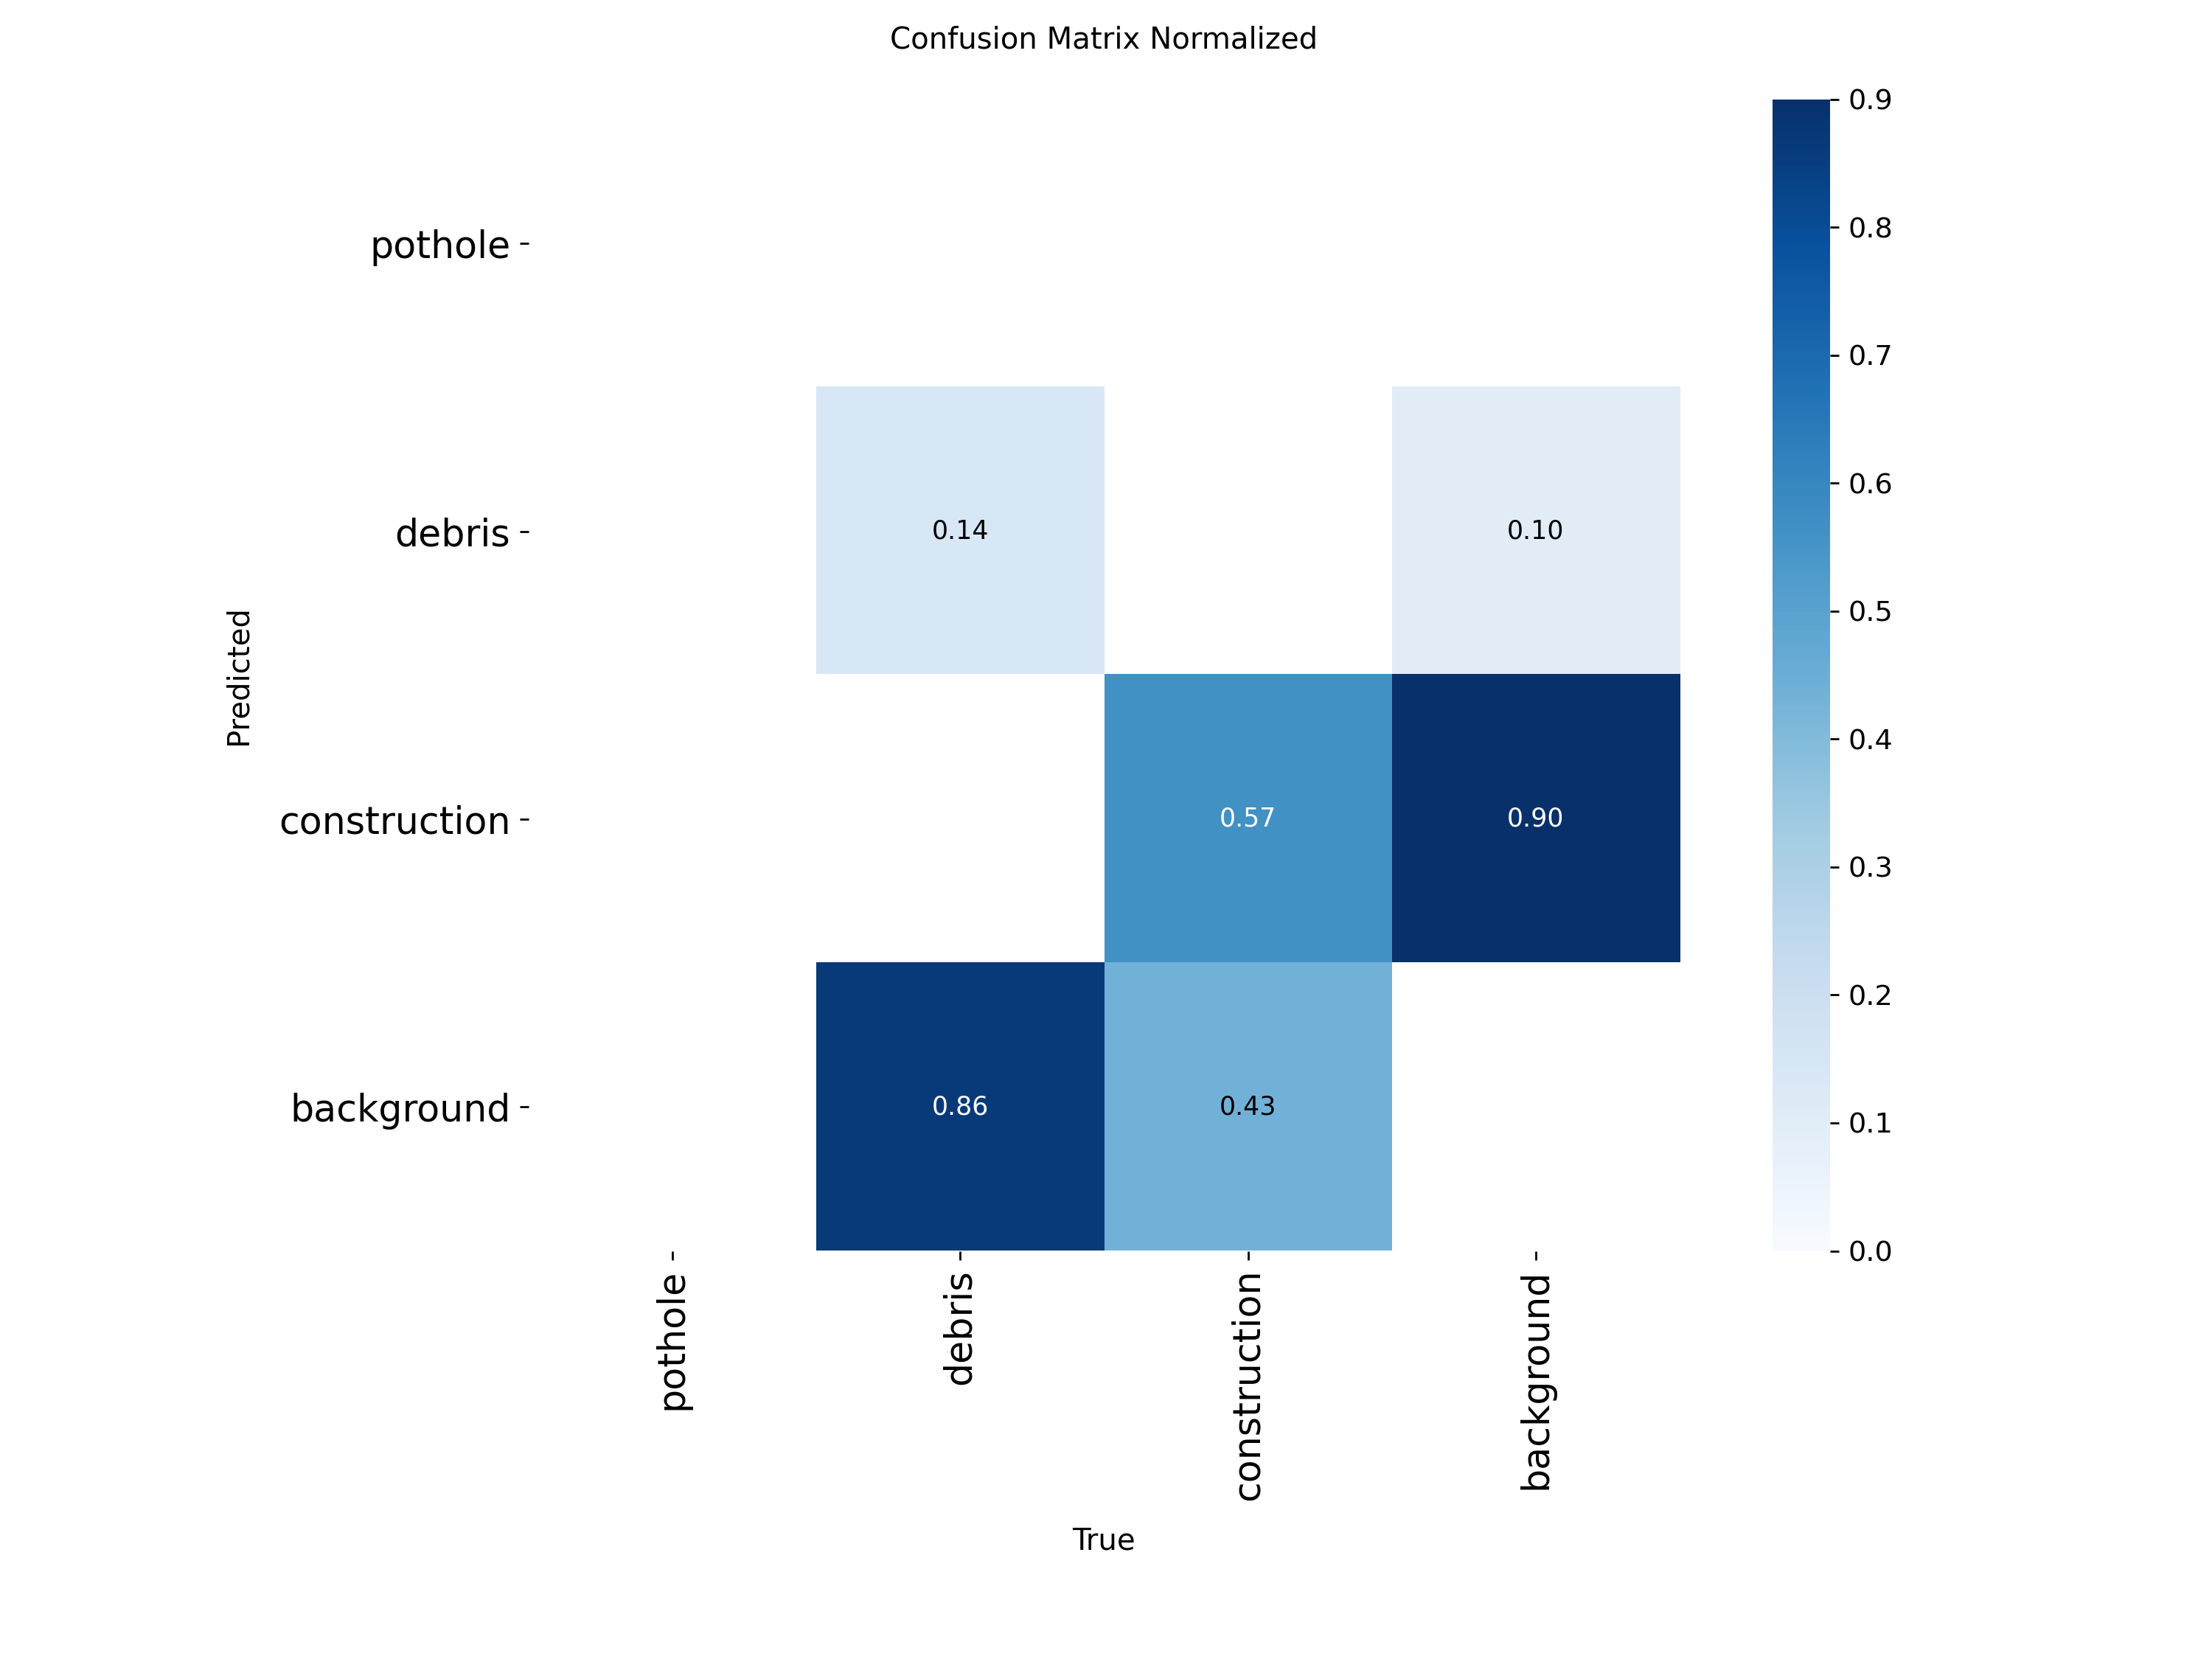 Confusion Matrix Normalized
pothole
debris
construction
background
Predicted
0.14
0.10
0.57
0.90
0.86
0.43
pothole
debris
construction
background
True
0.9
0.8
0.7
0.6
0.5
0.4
0.3
0.2
0.1
0.0